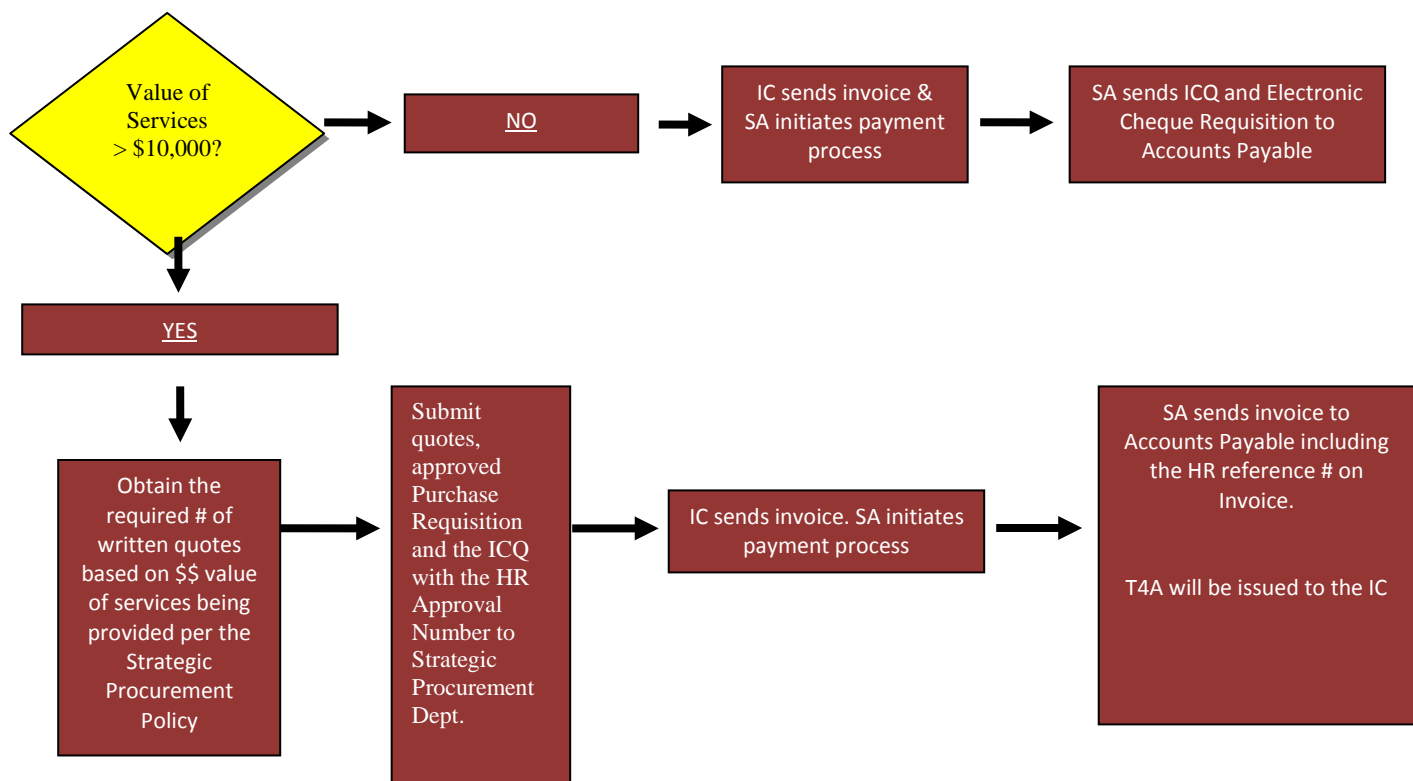 Value of
Services
> $10,000?
NO
IC sends invoice &
SA initiates payment
process
SA sends ICQ and Electronic
Cheque Requisition to
Accounts Payable
YES
Obtain the
required # of
written quotes
based on $$ value
of services being
provided per the
Strategic
Procurement
Policy
Submit
quotes,
approved
Purchase
Requisition
and the ICQ
with the HR
Approval
Number to
Strategic
Procurement
Dept.
IC sends invoice. SA initiates
payment process
SA sends invoice to
Accounts Payable including
the HR reference # on
Invoice.
T4A will be issued to the IC